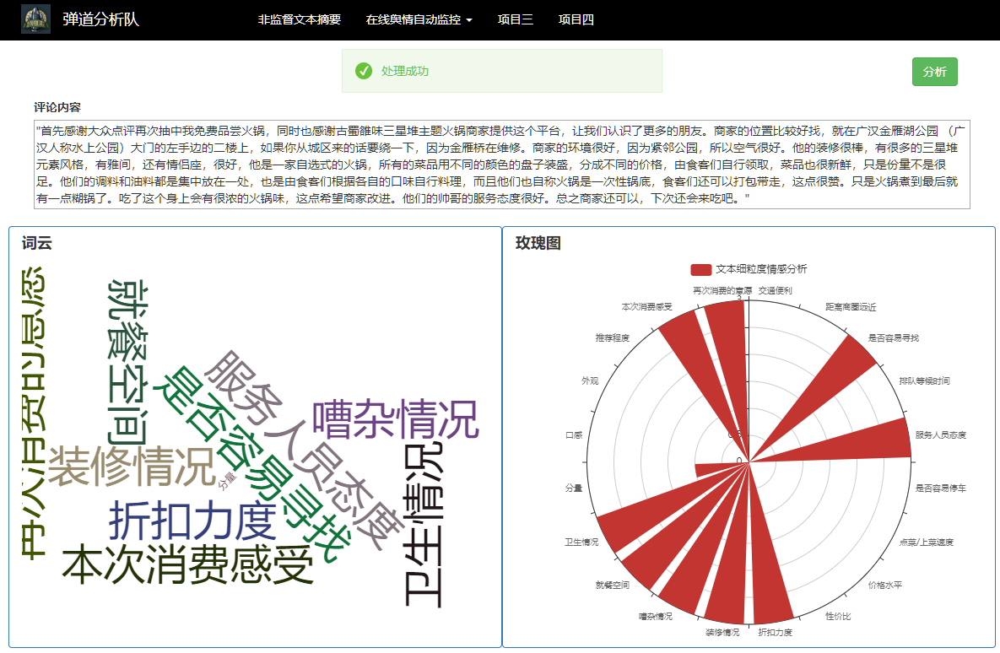 弹道分析队
非监督文本摘要
在线舆情自动监控
项目三
项目四
处理成功
分析
评论内容
"首先感谢大众点评再次抽中我免费品尝火锅，同时也感谢古蜀雒味三星堆主题火锅商家提供这个平台，让我们认识了更多的朋友。商家的位置比较好找，就在广汉金雁湖公园 （广
汉人称水上公园）大门的左手边的二楼上，如果你从城区来的话要绕一下，因为金雁桥在维修。商家的环境很好，因为紧邻公园，所以空气很好。他的装修很棒，有很多的三星堆
元素风格，有雅间，还有情侣座，很好，他是一家自选式的火锅，所有的菜品用不同的颜色的盘子装盛，分成不同的价格，由食客们自行领取，菜品也很新鲜，只是份量不是很
足。他们的调料和油料都是集中放在一处，也是由食客们根据各自的口味自行料理，而且他们也自称火锅是一次性锅底，食客们还可以打包带走，这点很赞。只是火锅煮到最后就
有一点糊锅了。吃了这个身上会有很浓的火锅味，这点希望商家改进。他们的帅哥的服务态度很好。总之商家还可以，下次还会来吃吧。"
词云
再次消费的意愿
就餐空间
服务人员态度
是否容易寻找
嘈杂情况
装修情况
分量
卫生情况
折扣力度
本次消费感受
玫瑰图
文本细粒度情感分析
再次消费的意愿
交通便利
3
本次消费感受
距离商圈远近
推荐程度
是否容易寻找
外观
排队等候时间
口感
服务人员态度
0
分量
是否容易停车
卫生情况
点菜/上菜速度
就餐空间
价格水平
嘈杂情况
性价比
装修情况
折扣力度